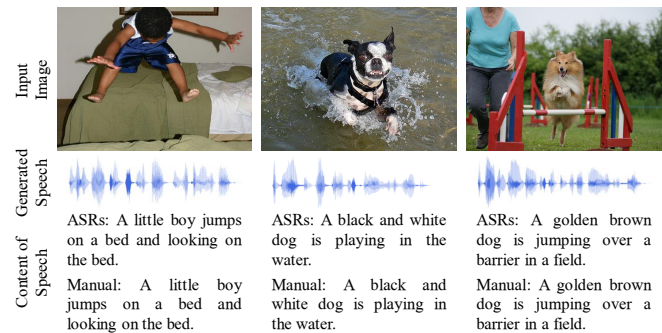 Input
Image
Generated
Speech
Content of
Speech
ASRs: A little boy jumps
on a bed and looking on
the bed.
Manual: A little boy
jumps on a bed and
looking on the bed.
ASRs: A black and white
dog is playing in the
water.
Manual: A black and
white dog is playing in
the water.
ASRs: A golden brown
dog is jumping over a
barrier in a field.
Manual: A golden brown
dog is jumping over a
barrier in a field.